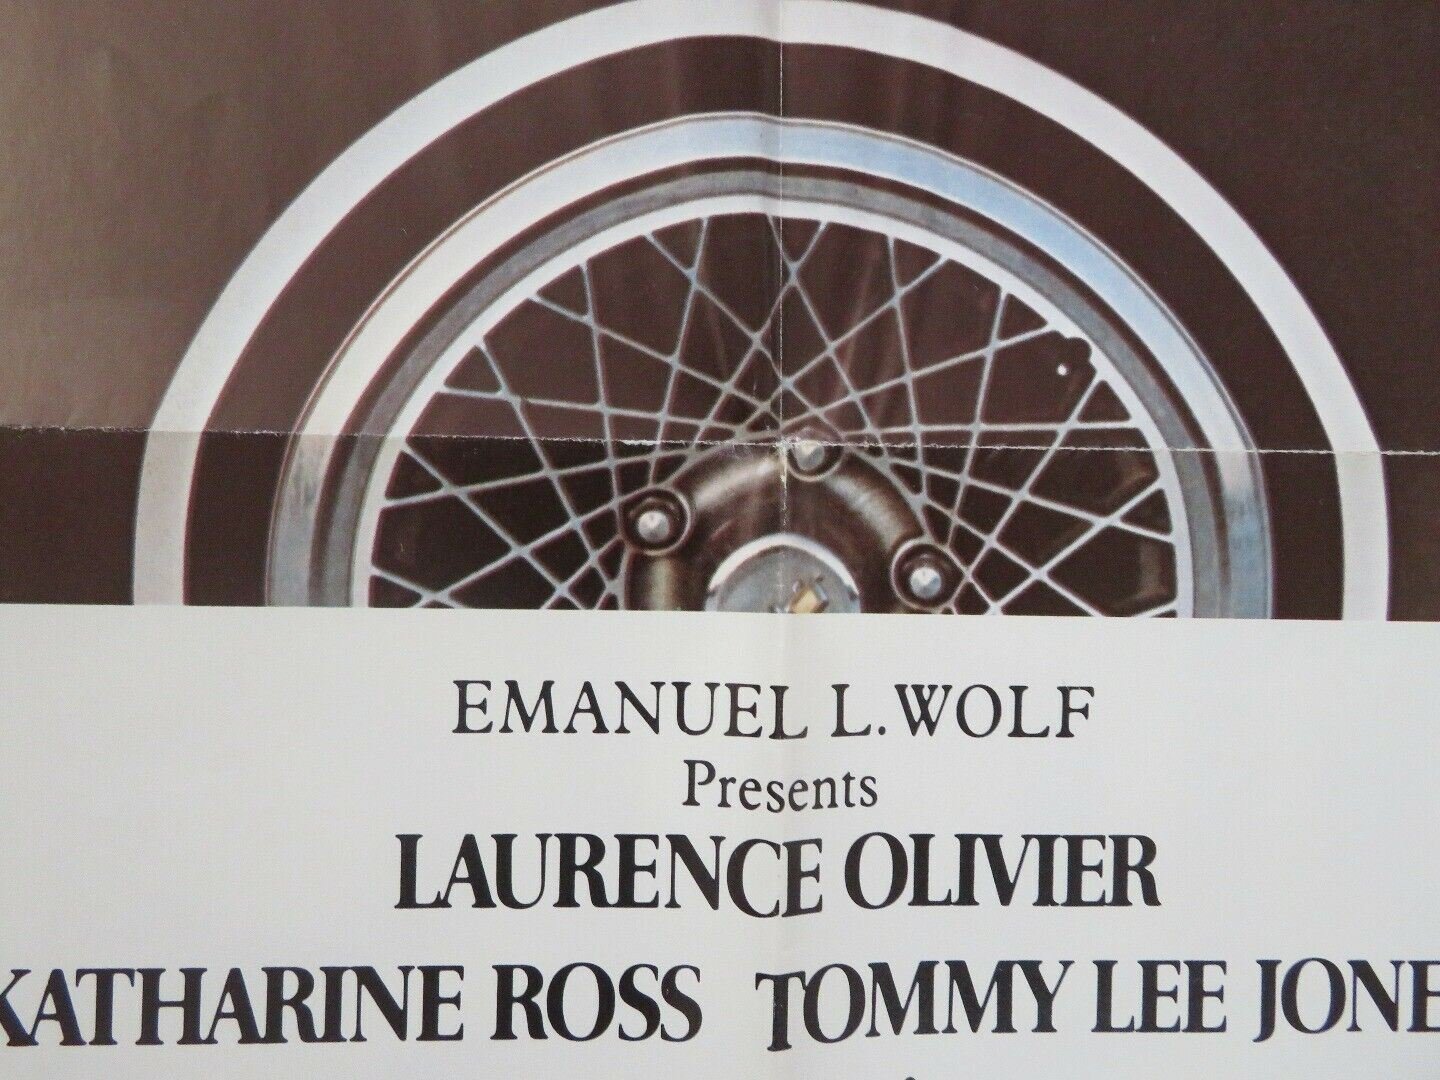 EMANUEL L. WOLF
Presents
LAURENCE OLIVIER
KATHARINE ROSS TOMMY LEE JONE